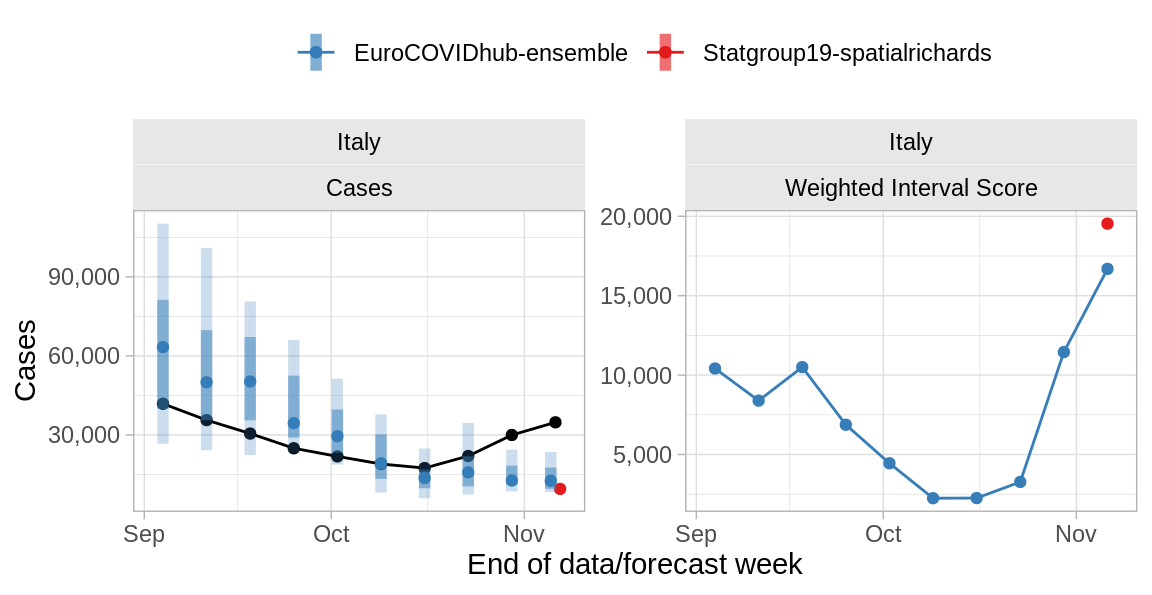 EuroCOVIDhub-ensemble
Statgroup19-spatialrichards
Italy
Cases
Italy
Weighted Interval Score
Cases
90,000
60,000
30,000
Sep
Oct
Nov
20,000
15,000
10,000
5,000
Sep
Oct
Nov
End of data/forecast week